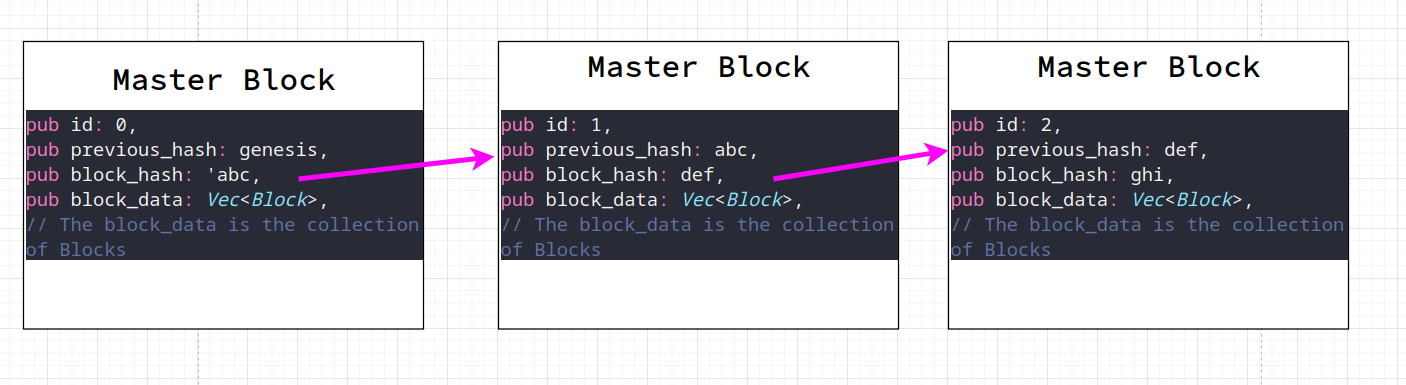 Master Block
pub id: 0,
pub previous_hash: genesis,
pub block_hash: 'abc,
pub block_data: Vec<Block>,
// The block_data is the collection
of Blocks
Master Block
pub id: 1,
pub previous_hash: abc,
pub block_hash: def,
pub block_data: Vec<Block>,
// The block_data is the collection
of Blocks
Master Block
pub id: 2,
pub previous_hash: def,
pub block_hash: ghi,
pub block_data: Vec<Block>,
// The block_data is the collection
of Blocks